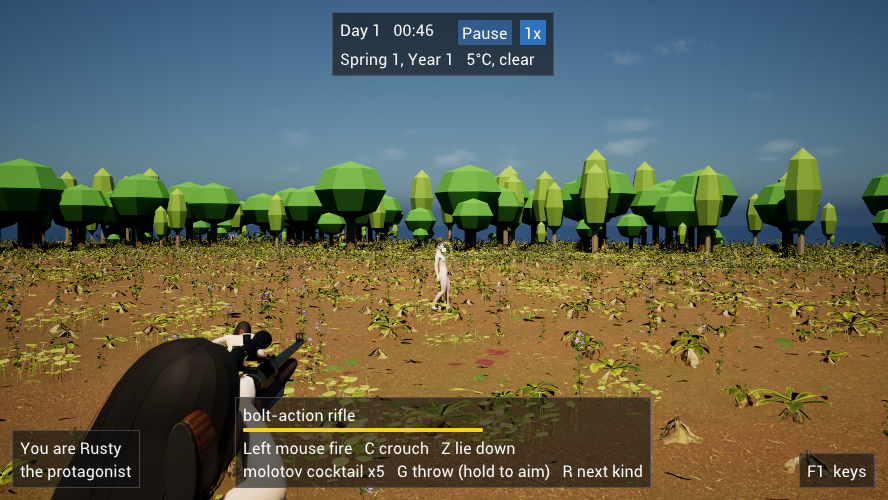 Day 1 00:46 Pause 1x
Spring 1, Year 1 5°C, clear
bolt-action rifle
Left mouse fire C crouch Z lie down
molotov cocktail x5 G throw (hold to aim) R next kind
You are Rusty
the protagonist
F1 keys